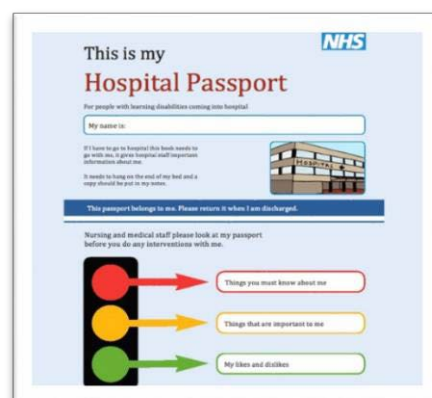 NHS
This is my
Hospital Passport
For people with learning disabilities coming into hospital
My name is:
If I have to go to hospital this book needs to
go with me, it gives hospital staff important
information about me.
It needs to hang on the end of my bed and a
copy should be put in my notes.
HOSPITAL
This passport belongs to me. Please return it when I am discharged.
Nursing and medical staff please look at my passport
before you do any interventions with me.
Things you must know about me
Things that are important to me
My likes and dislikes